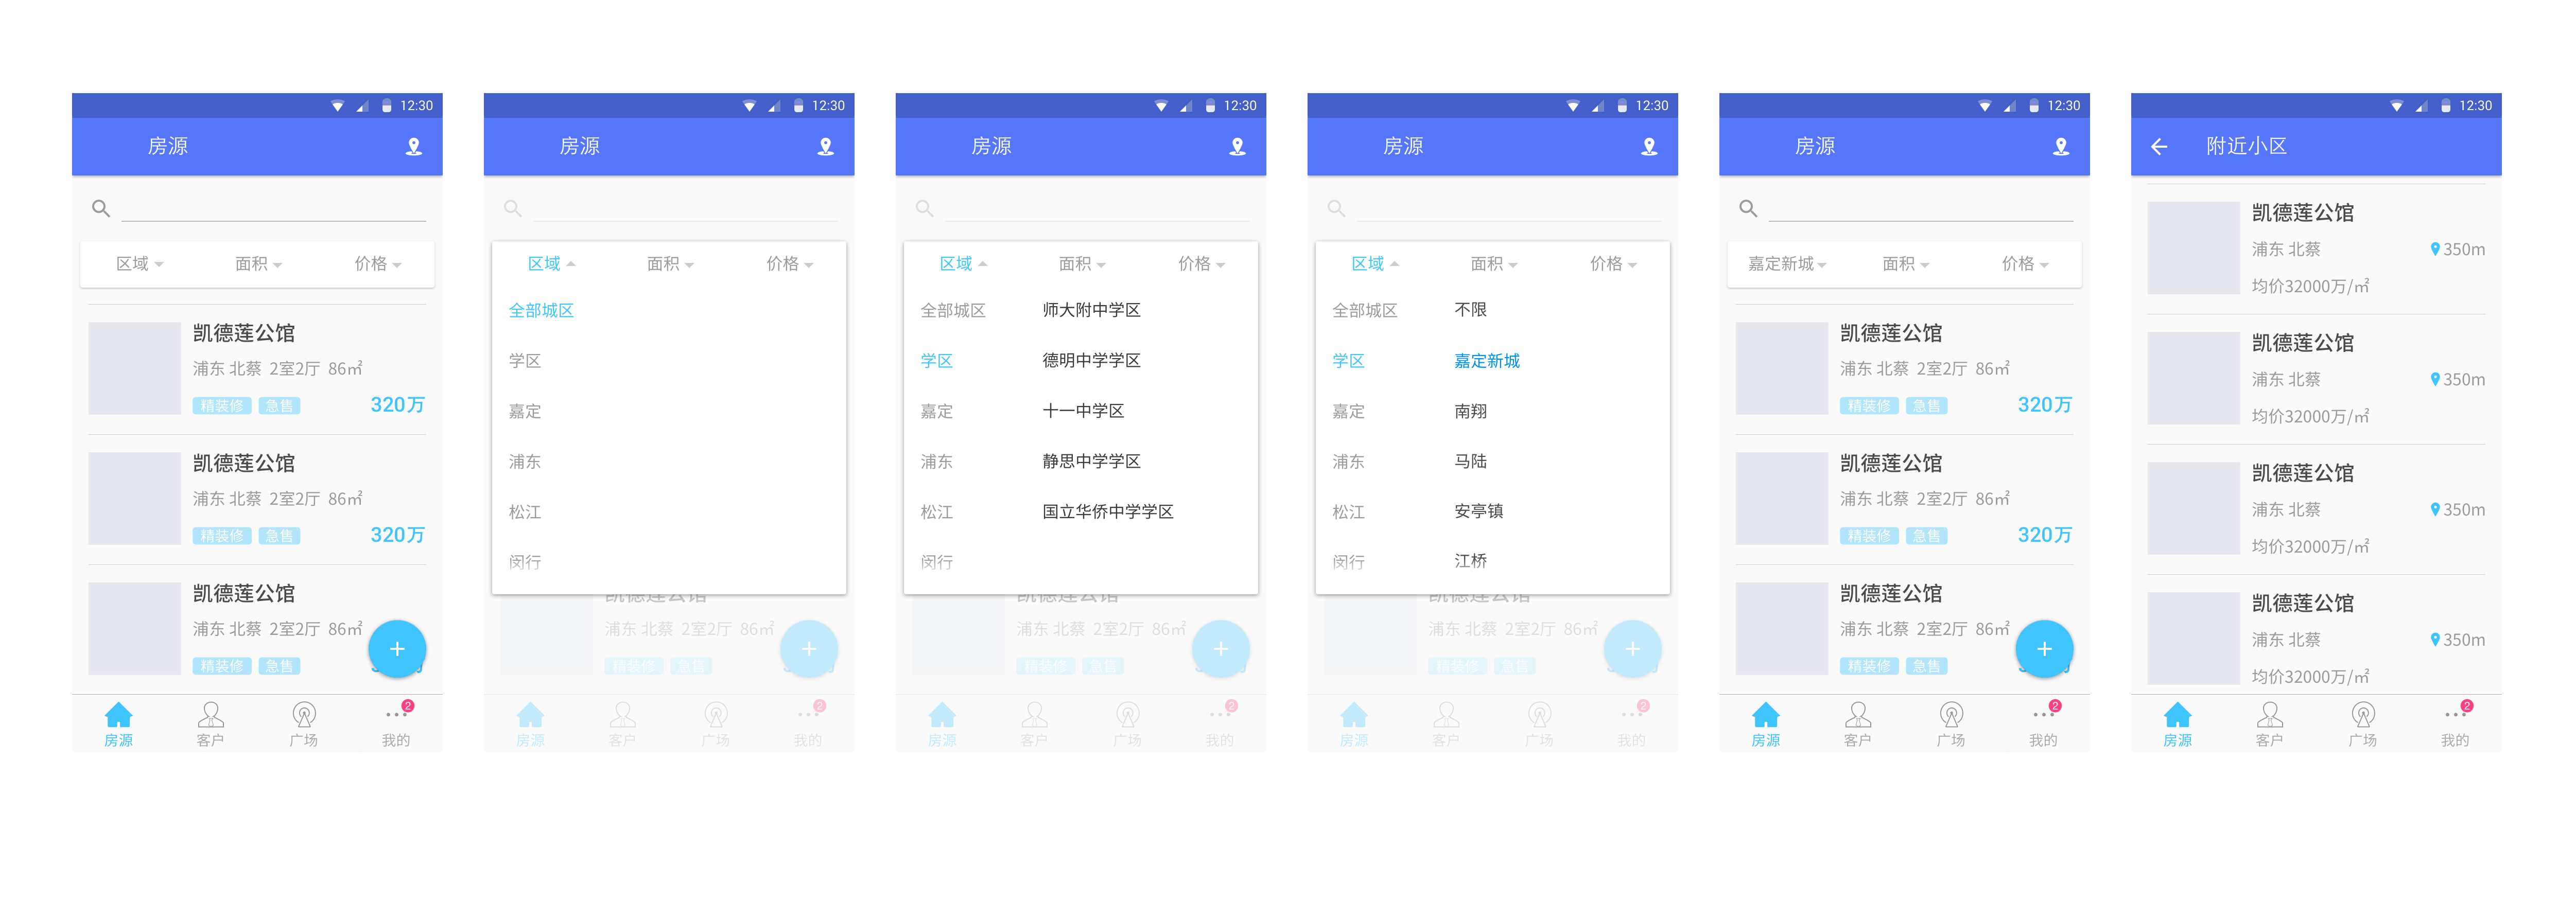 12:30
房源
区域 面积 价格
凯德莲公馆
浦东 北蔡 2室2厅 86㎡
精装修 急售 320万
凯德莲公馆
浦东 北蔡 2室2厅 86㎡
精装修 急售 320万
凯德莲公馆
浦东 北蔡 2室2厅 86㎡
精装修 急售
2
房源 客户 广场 我的
12:30
房源
区域 面积 价格
全部城区
学区
嘉定
浦东
松江
闵行
凯德莲公馆
浦东 北蔡 2室2厅 86㎡
精装修 急售
2
房源 客户 广场 我的
12:30
房源
区域 面积 价格
全部城区 师大附中学区
学区 德明中学学区
嘉定 十一中学区
浦东 静思中学学区
松江 国立华侨中学学区
闵行
凯德莲公馆
浦东 北蔡 2室2厅 86㎡
精装修 急售
2
房源 客户 广场 我的
12:30
房源
区域 面积 价格
全部城区 不限
学区 嘉定新城
嘉定 南翔
浦东 马陆
松江 安亭镇
闵行 江桥
凯德莲公馆
浦东 北蔡 2室2厅 86㎡
精装修 急售
2
房源 客户 广场 我的
12:30
房源
嘉定新城 面积 价格
凯德莲公馆
浦东 北蔡 2室2厅 86㎡
精装修 急售 320万
凯德莲公馆
浦东 北蔡 2室2厅 86㎡
精装修 急售 320万
凯德莲公馆
浦东 北蔡 2室2厅 86㎡
精装修 急售
2
房源 客户 广场 我的
12:30
附近小区
凯德莲公馆
浦东 北蔡 350m
均价32000万/㎡
凯德莲公馆
浦东 北蔡 350m
均价32000万/㎡
凯德莲公馆
浦东 北蔡 350m
均价32000万/㎡
凯德莲公馆
浦东 北蔡 350m
均价32000万/㎡
2
房源 客户 广场 我的